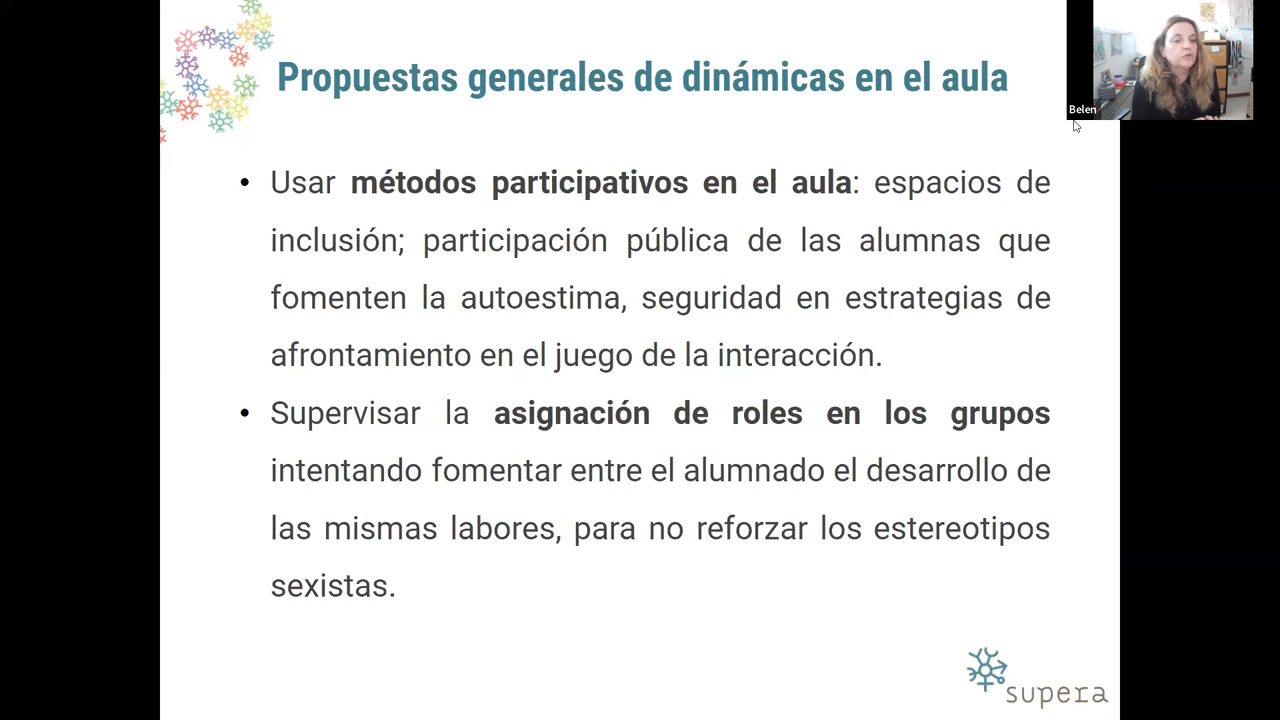 Propuestas generales de dinámicas en el aula
Belen
• Usar métodos participativos en el aula: espacios de
inclusión; participación pública de las alumnas que
fomenten la autoestima, seguridad en estrategias de
afrontamiento en el juego de la interacción.
• Supervisar la asignación de roles en los grupos
intentando fomentar entre el alumnado el desarrollo de
las mismas labores, para no reforzar los estereotipos
sexistas.
supera